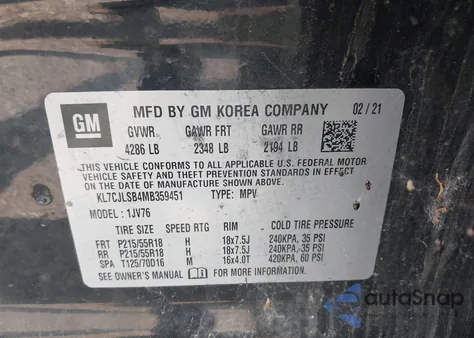 GM
MFD BY GM KOREA COMPANY 02/21
GVWR GAWR FRT GAWR RR
4286 LB 2348 LB 2194 LB
THIS VEHICLE CONFORMS TO ALL APPLICABLE U.S. FEDERAL MOTOR
VEHICLE SAFETY AND THEFT PREVENTION STANDARDS IN EFFECT ON
THE DATE OF MANUFACTURE SHOWN ABOVE.
KL7CJLSB4MB359451 TYPE: MPV
MODEL: 1JV76
TIRE SIZE SPEED RTG RIM COLD TIRE PRESSURE
FRT P215/55R18 H 18x7.5J 240KPA, 35 PSI
RR P215/55R18 H 18x7.5J 240KPA, 35 PSI
SPA T125/70D16 M 16x4.0T 420KPA, 60 PSI
SEE OWNER'S MANUAL FOR MORE INFORMATION.
autoSnap